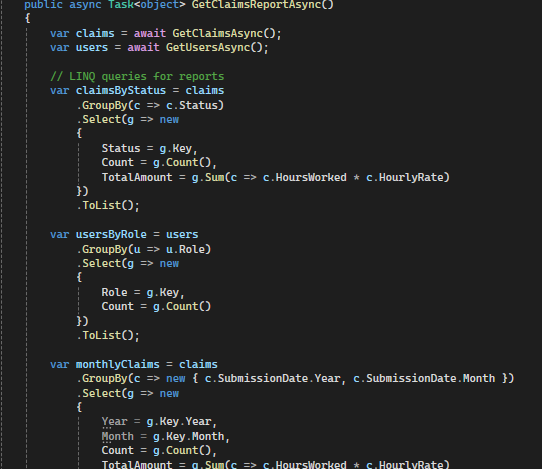 public async Task<object> GetClaimsReportAsync()
{
var claims = await GetClaimsAsync();
var users = await GetUsersAsync();
// LINQ queries for reports
var claimsByStatus = claims
.GroupBy(c => c.Status)
.Select(g => new
{
Status = g.Key,
Count = g.Count(),
TotalAmount = g.Sum(c => c.HoursWorked * c.HourlyRate)
})
.ToList();
var usersByRole = users
.GroupBy(u => u.Role)
.Select(g => new
{
Role = g.Key,
Count = g.Count()
})
.ToList();
var monthlyClaims = claims
.GroupBy(c => new { c.SubmissionDate.Year, c.SubmissionDate.Month })
.Select(g => new
{
Year = g.Key.Year,
Month = g.Key.Month,
Count = g.Count(),
TotalAmount = g.Sum(c => c.HoursWorked * c.HourlyRate)